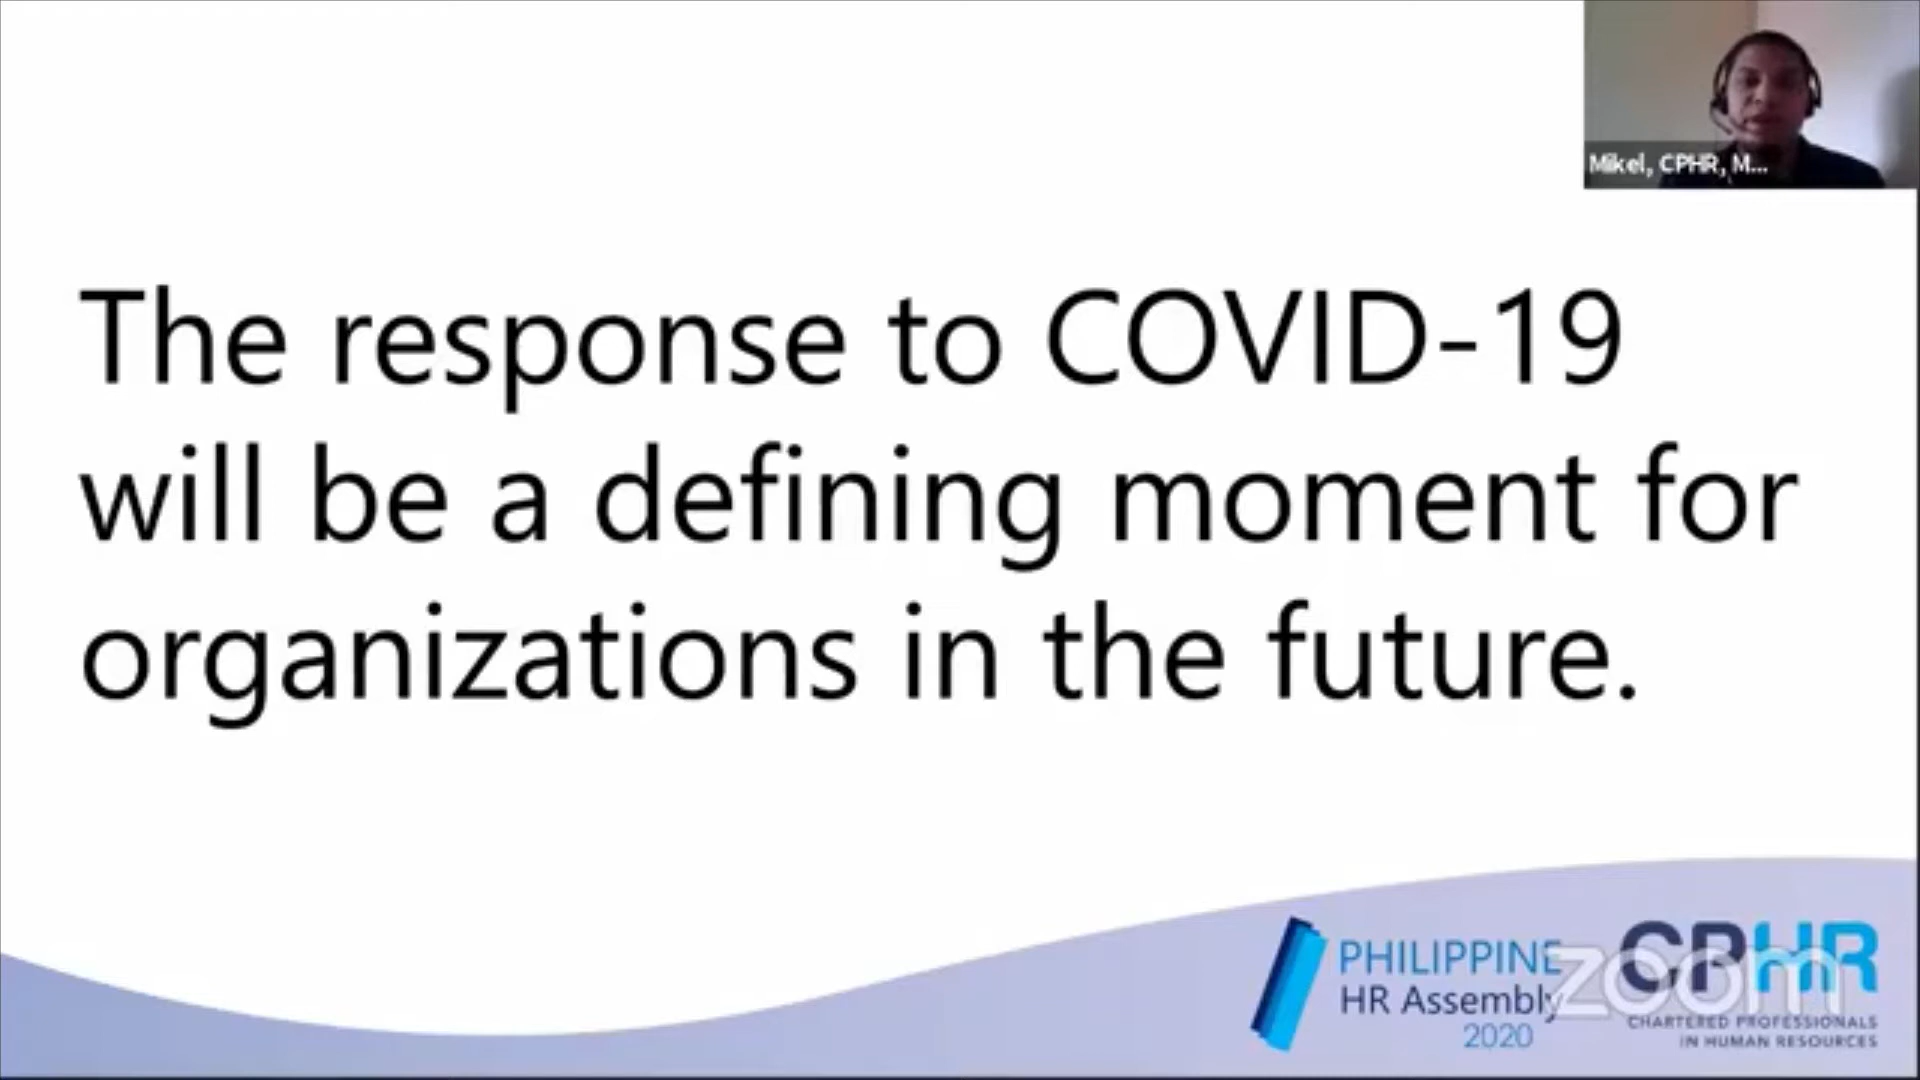 Mikel, CPHR, M...
The response to COVID-19
will be a defining moment for
organizations in the future.
PHILIPPINE
HR Assembly
2020
zoom
CPHR
CHARTERED PROFESSIONALS
IN HUMAN RESOURCES